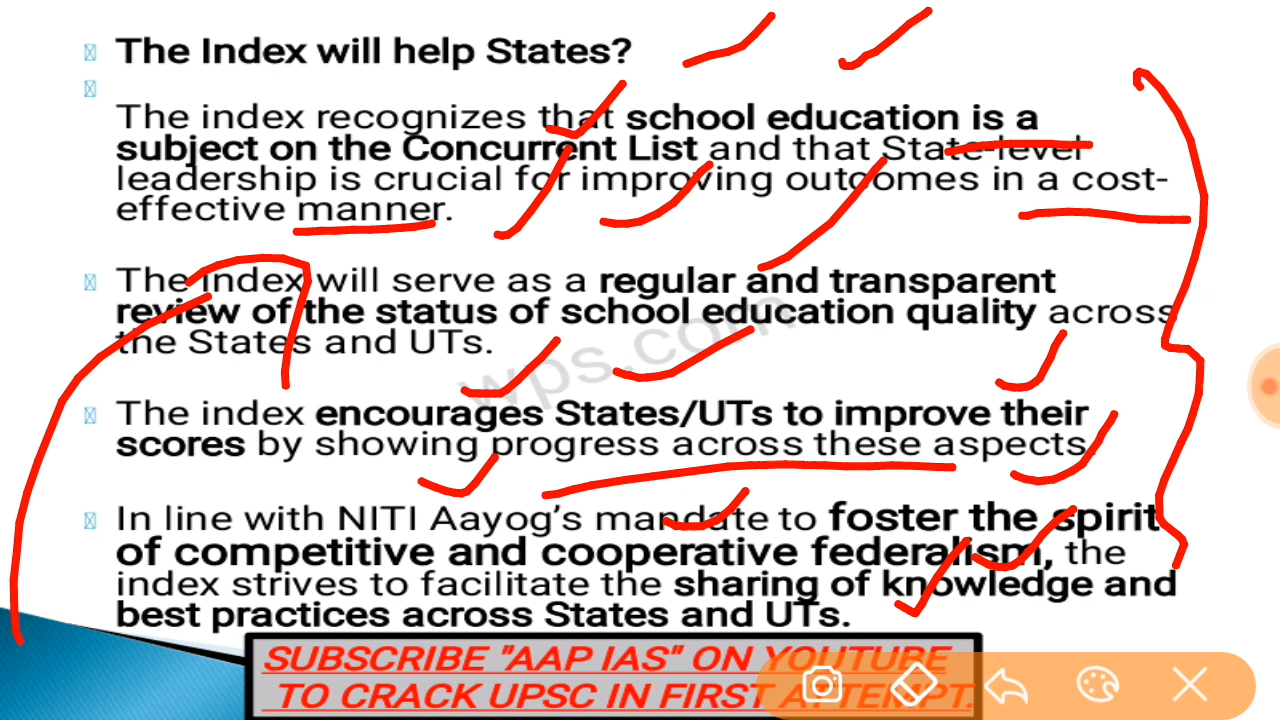 The Index will help States?
The index recognizes that school education is a
subject on the Concurrent List and that State-level
leadership is crucial for improving outcomes in a cost-
effective manner.
The Index will serve as a regular and transparent
review of the status of school education quality across
the States and UTs.
wps.com
The index encourages States/UTs to improve their
scores by showing progress across these aspects.
In line with NITI Aayog’s mandate to foster the spirit
of competitive and cooperative federalism, the
index strives to facilitate the sharing of knowledge and
best practices across States and UTs.
SUBSCRIBE "AAP IAS" ON YOUTUBE
TO CRACK UPSC IN FIRST ATTEMPT.